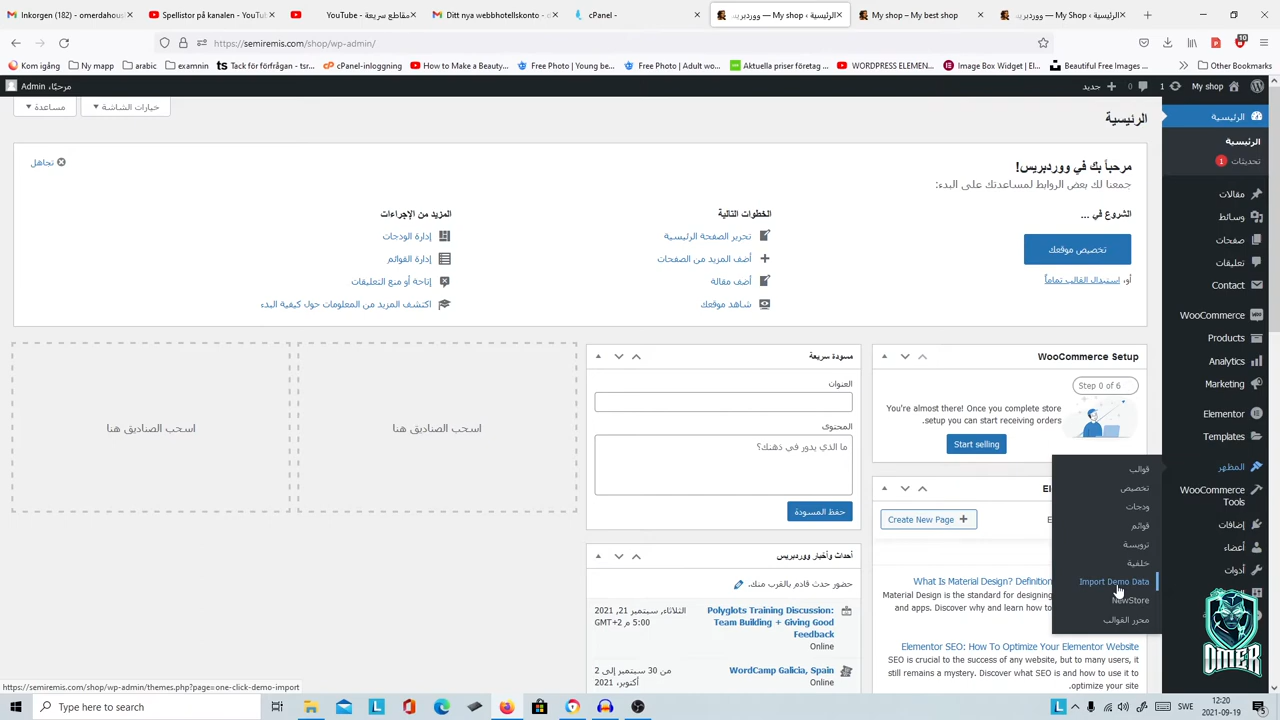 Inkorgen (31) - omerdahous
Spellistor på kanalen - YouTub
YouTube - مقاطع سريعة
Ditt nya webbhotellskonto - o
cPanel -
الرئيسية ‹ My shop — ووردبريـ
My shop – My best shop
الرئيسية ‹ My Shop — ووردبريـ
https://semiremis.com/shop/wp-admin/
Kom igång
Ny mapp
arabic
examnin
Tack för förfrågan - tsr...
cPanel-inloggning
How to Make a Beauty...
Free Photo | Young be...
Free Photo | Adult wo...
Aktuella priser företag ...
WORDPRESS ELEMEN...
Image Box Widget | El...
Beautiful Free Images ...
Other Bookmarks
My shop
1
0
جديد
مرحبًا، Admin
خيارات الشاشة
مساعدة
الرئيسية
الرئيسية
الرئيسية
تحديثات 1
مقالات
وسائط
صفحات
تعليقات
Contact
WooCommerce
Products
Analytics
Marketing
Elementor
Templates
المظهر
WooCommerce
Tools
إضافات
أعضاء
أدوات
مرحباً بك في ووردبريس!
جمعنا لك بعض الروابط لمساعدتك على البدء:
تجاهل
الشروع في ...
تخصيص موقعك
أو، استبدال القالب تماماً
الخطوات التالية
تحرير الصفحة الرئيسية
أضف المزيد من الصفحات
أضف مقالة
شاهد موقعك
المزيد من الإجراءات
إدارة الودجات
إدارة القوائم
إتاحة أو منع التعليقات
اكتشف المزيد من المعلومات حول كيفية البدء
WooCommerce Setup
Step 0 of 6
You're almost there! Once you complete store
setup you can start receiving orders.
Start selling
Create New Page
What Is Material Design? Definition
Material Design is the standard for designing
and apps. Discover why and learn how to
Elementor SEO: How To Optimize Your Elementor Website
SEO is crucial to the success of any website, but to many users, it
still remains a mystery. Discover what SEO is and how to use it to
optimize your site.
قوالب
تخصيص
ودجات
قوائم
ترويسة
خلفية
Import Demo Data
NewStore
محرر القوالب
مسودة سريعة
العنوان
المحتوى
ما الذي يدور في ذهنك؟
حفظ المسودة
أحداث وأخبار ووردبريس
حضور حدث قادم بالقرب منك.
Polyglots Training Discussion:
Team Building + Giving Good
Feedback
Online
الثلاثاء, سبتمبر 21, 2021
5:00 م GMT+2
WordCamp Galicia, Spain
Online
من 30 سبتمبر إلى 2
أكتوبر, 2021
اسحب الصناديق هنا
اسحب الصناديق هنا
OMER
https://semiremis.com/shop/wp-admin/themes.php?page=one-click-demo-import
Type here to search
SWE
12:20
2021-09-19